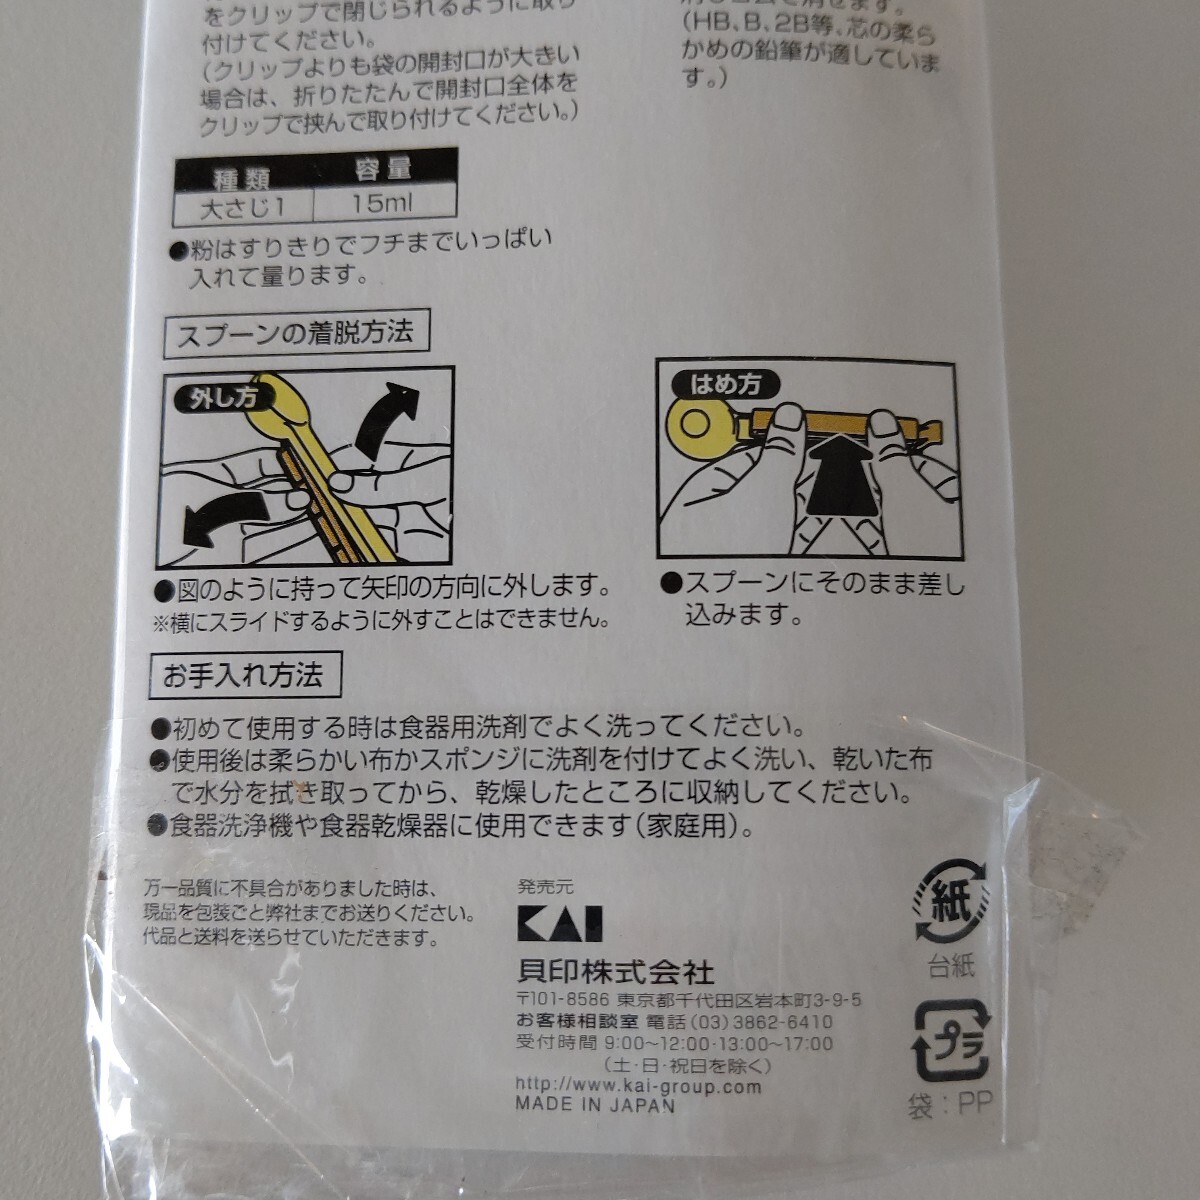 をクリップで閉じられるように取り
付けてください。
(クリップよりも袋の開封口が大きい
場合は、折りたたんで開封口全体を
クリップで挟んで取り付けてください。)
消しゴムで消せます。
(HB、B、2B等、芯の柔ら
かめの鉛筆が適していま
す。)
種類 容量
大さじ1 15ml
●粉はすりきりでフチまでいっぱい
入れて量ります。
スプーンの着脱方法
外し方
はめ方
●図のように持って矢印の方向に外します。
※横にスライドするように外すことはできません。
●スプーンにそのまま差し
込みます。
お手入れ方法
●初めて使用する時は食器用洗剤でよく洗ってください。
●使用後は柔らかい布かスポンジに洗剤を付けてよく洗い、乾いた布
で水分を拭き取ってから、乾燥したところに収納してください。
●食器洗浄機や食器乾燥器に使用できます(家庭用)。
万一品質に不具合がありました時は、
現品を包装ごと弊社までお送りください。
代品と送料を送らせていただきます。
発売元
KAI
貝印株式会社
〒101-8586 東京都千代田区岩本町3-9-5
お客様相談室 電話(03)3862-6410
受付時間 9:00〜12:00・13:00〜17:00
(土・日・祝日を除く)
http://www.kai-group.com
MADE IN JAPAN
紙
台紙
プラ
袋:PP